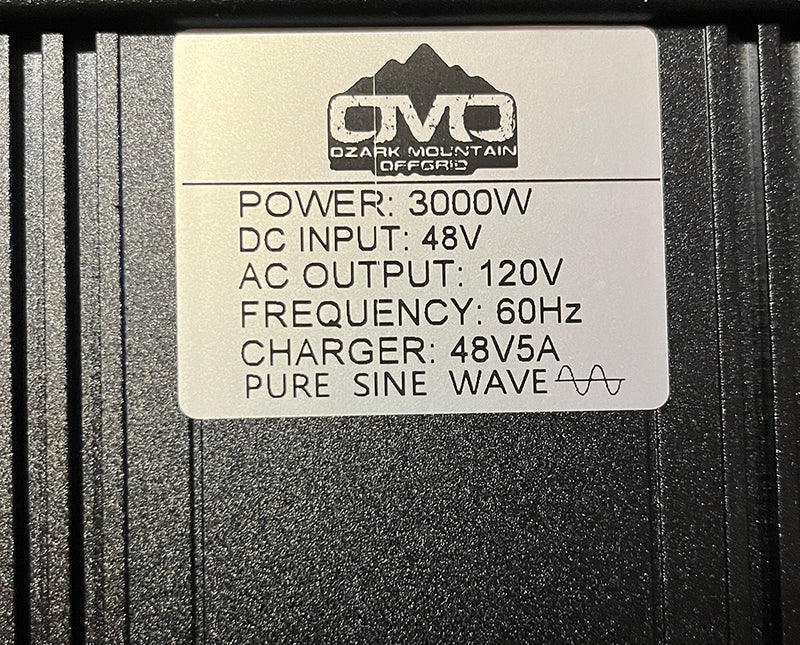 OMO
OZARK MOUNTAIN
OFFGRID
POWER: 3000W
DC INPUT: 48V
AC OUTPUT: 120V
FREQUENCY: 60Hz
CHARGER: 48V5A
PURE SINE WAVE